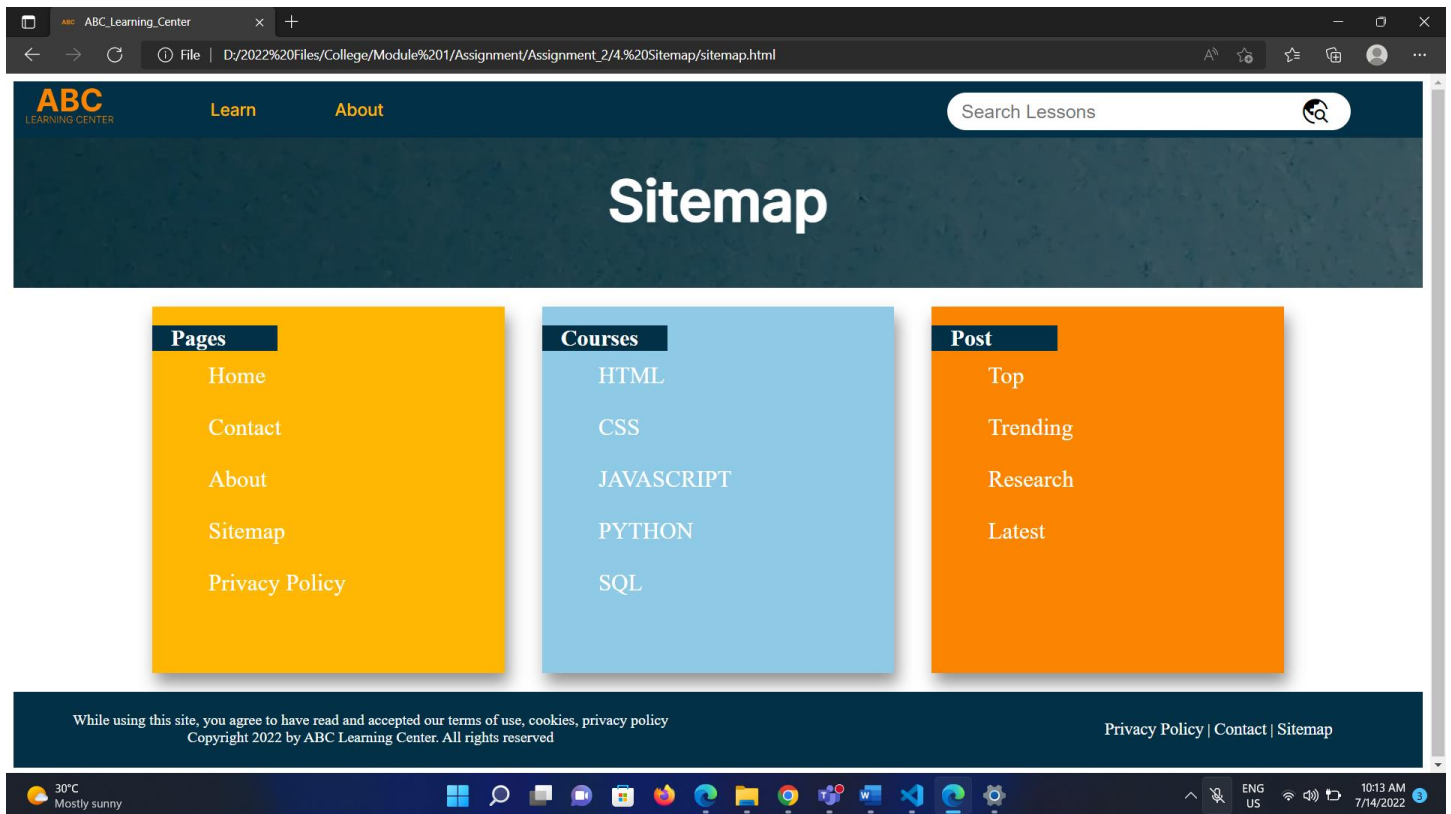 ABC ABC_Learning_Center
File D:/2022%20Files/College/Module%201/Assignment/Assignment_2/4.%20Sitemap/sitemap.html
ABC
LEARNING CENTER
Learn About Search Lessons
Sitemap
Pages
Home
Contact
About
Sitemap
Privacy Policy
Courses
HTML
CSS
JAVASCRIPT
PYTHON
SQL
Post
Top
Trending
Research
Latest
While using this site, you agree to have read and accepted our terms of use, cookies, privacy policy
Copyright 2022 by ABC Learning Center. All rights reserved
Privacy Policy | Contact | Sitemap
30°C
Mostly sunny
ENG
US
10:13 AM
7/14/2022
3